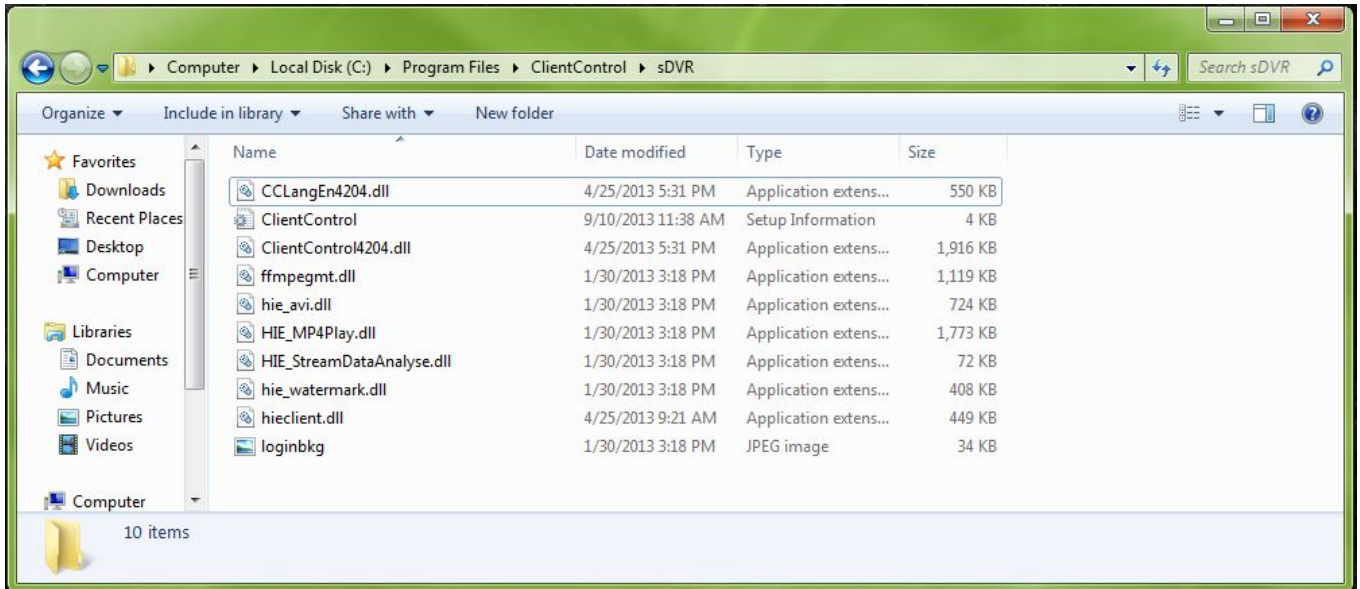 Computer Local Disk (C:) Program Files ClientControl sDVR Search sDVR
Organize Include in library Share with New folder
Favorites
Downloads
Recent Places
Desktop
Computer
Libraries
Documents
Music
Pictures
Videos
Computer
Name Date modified Type Size
CCLangEn4204.dll 4/25/2013 5:31 PM Application extens... 550 KB
ClientControl 9/10/2013 11:38 AM Setup Information 4 KB
ClientControl4204.dll 4/25/2013 5:31 PM Application extens... 1,916 KB
ffmpegmt.dll 1/30/2013 3:18 PM Application extens... 1,119 KB
hie_avi.dll 1/30/2013 3:18 PM Application extens... 724 KB
HIE_MP4Play.dll 1/30/2013 3:18 PM Application extens... 1,773 KB
HIE_StreamDataAnalyse.dll 1/30/2013 3:18 PM Application extens... 72 KB
hie_watermark.dll 1/30/2013 3:18 PM Application extens... 408 KB
hieclient.dll 4/25/2013 9:21 AM Application extens... 449 KB
loginbkg 1/30/2013 3:18 PM JPEG image 34 KB
10 items